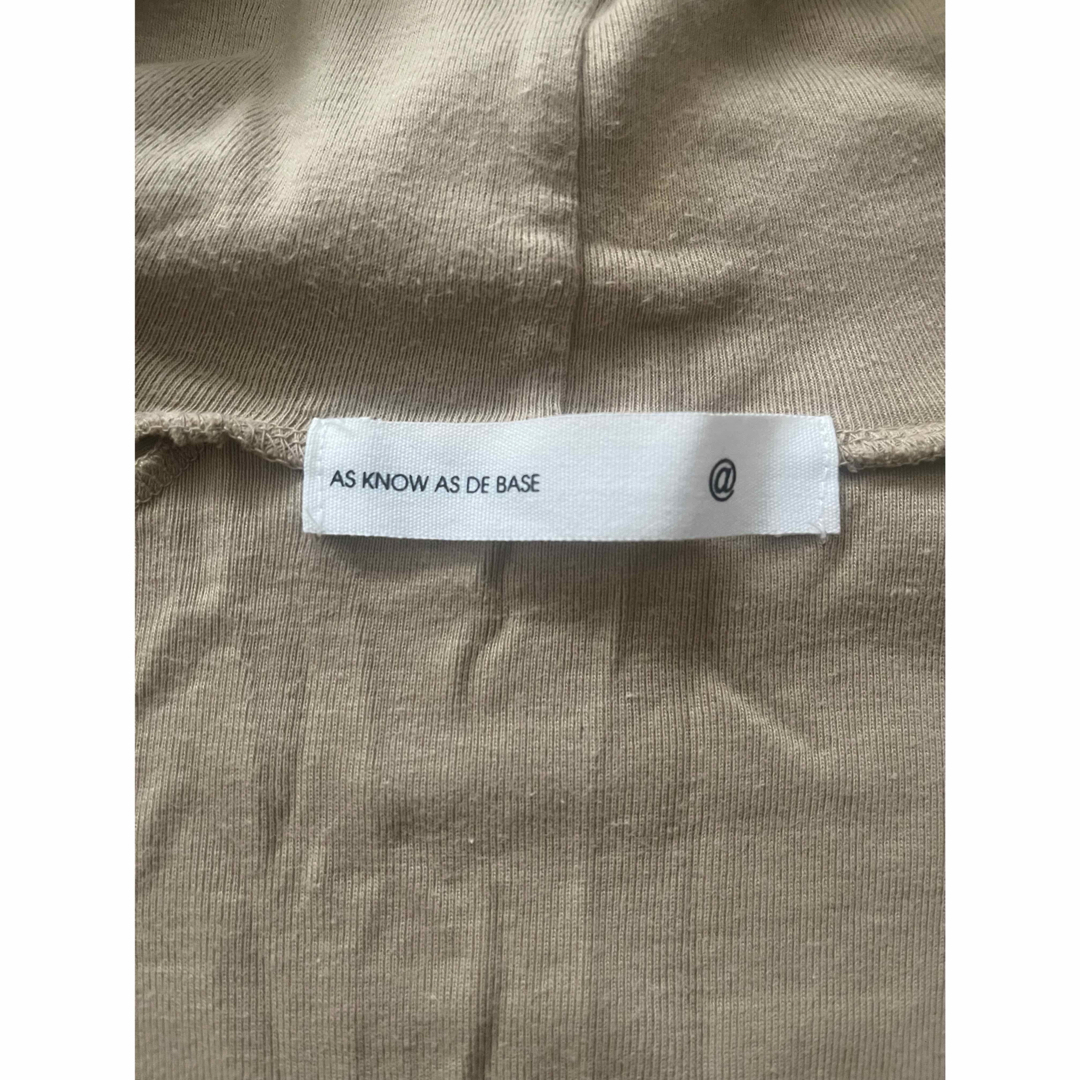 AS KNOW AS DE BASE @